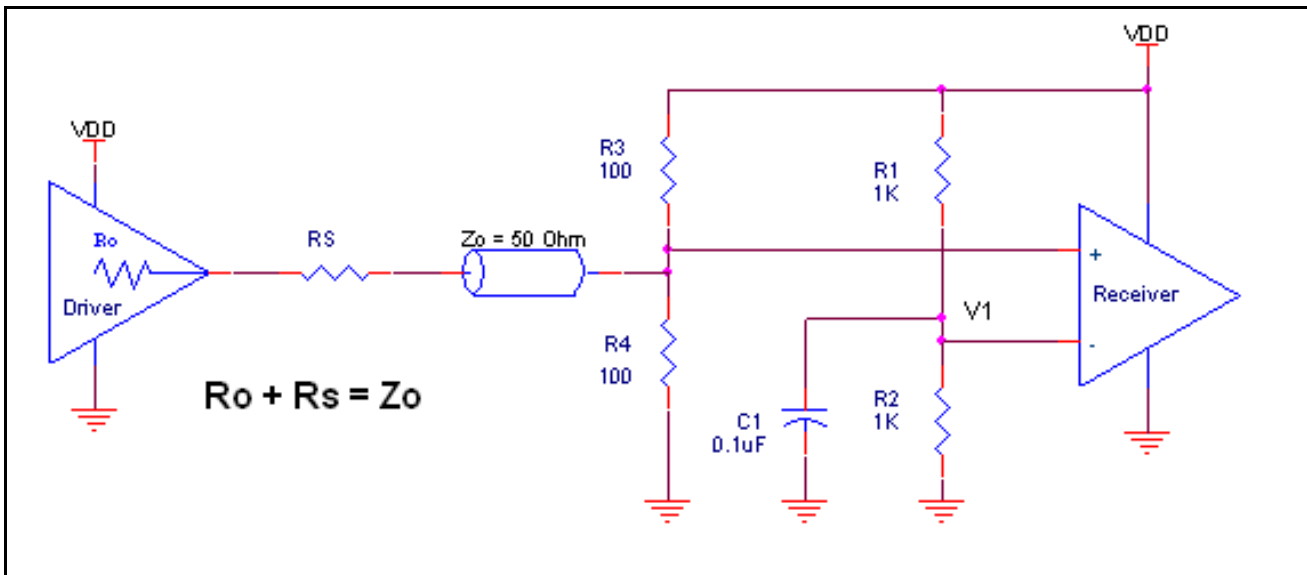 VDD
VDD
R3
100
R1
1K
Ro
RS
Zo = 50 Ohm
+
Driver
Receiver
V1
-
R4
100
Ro + Rs = Zo
R2
1K
C1
0.1uF